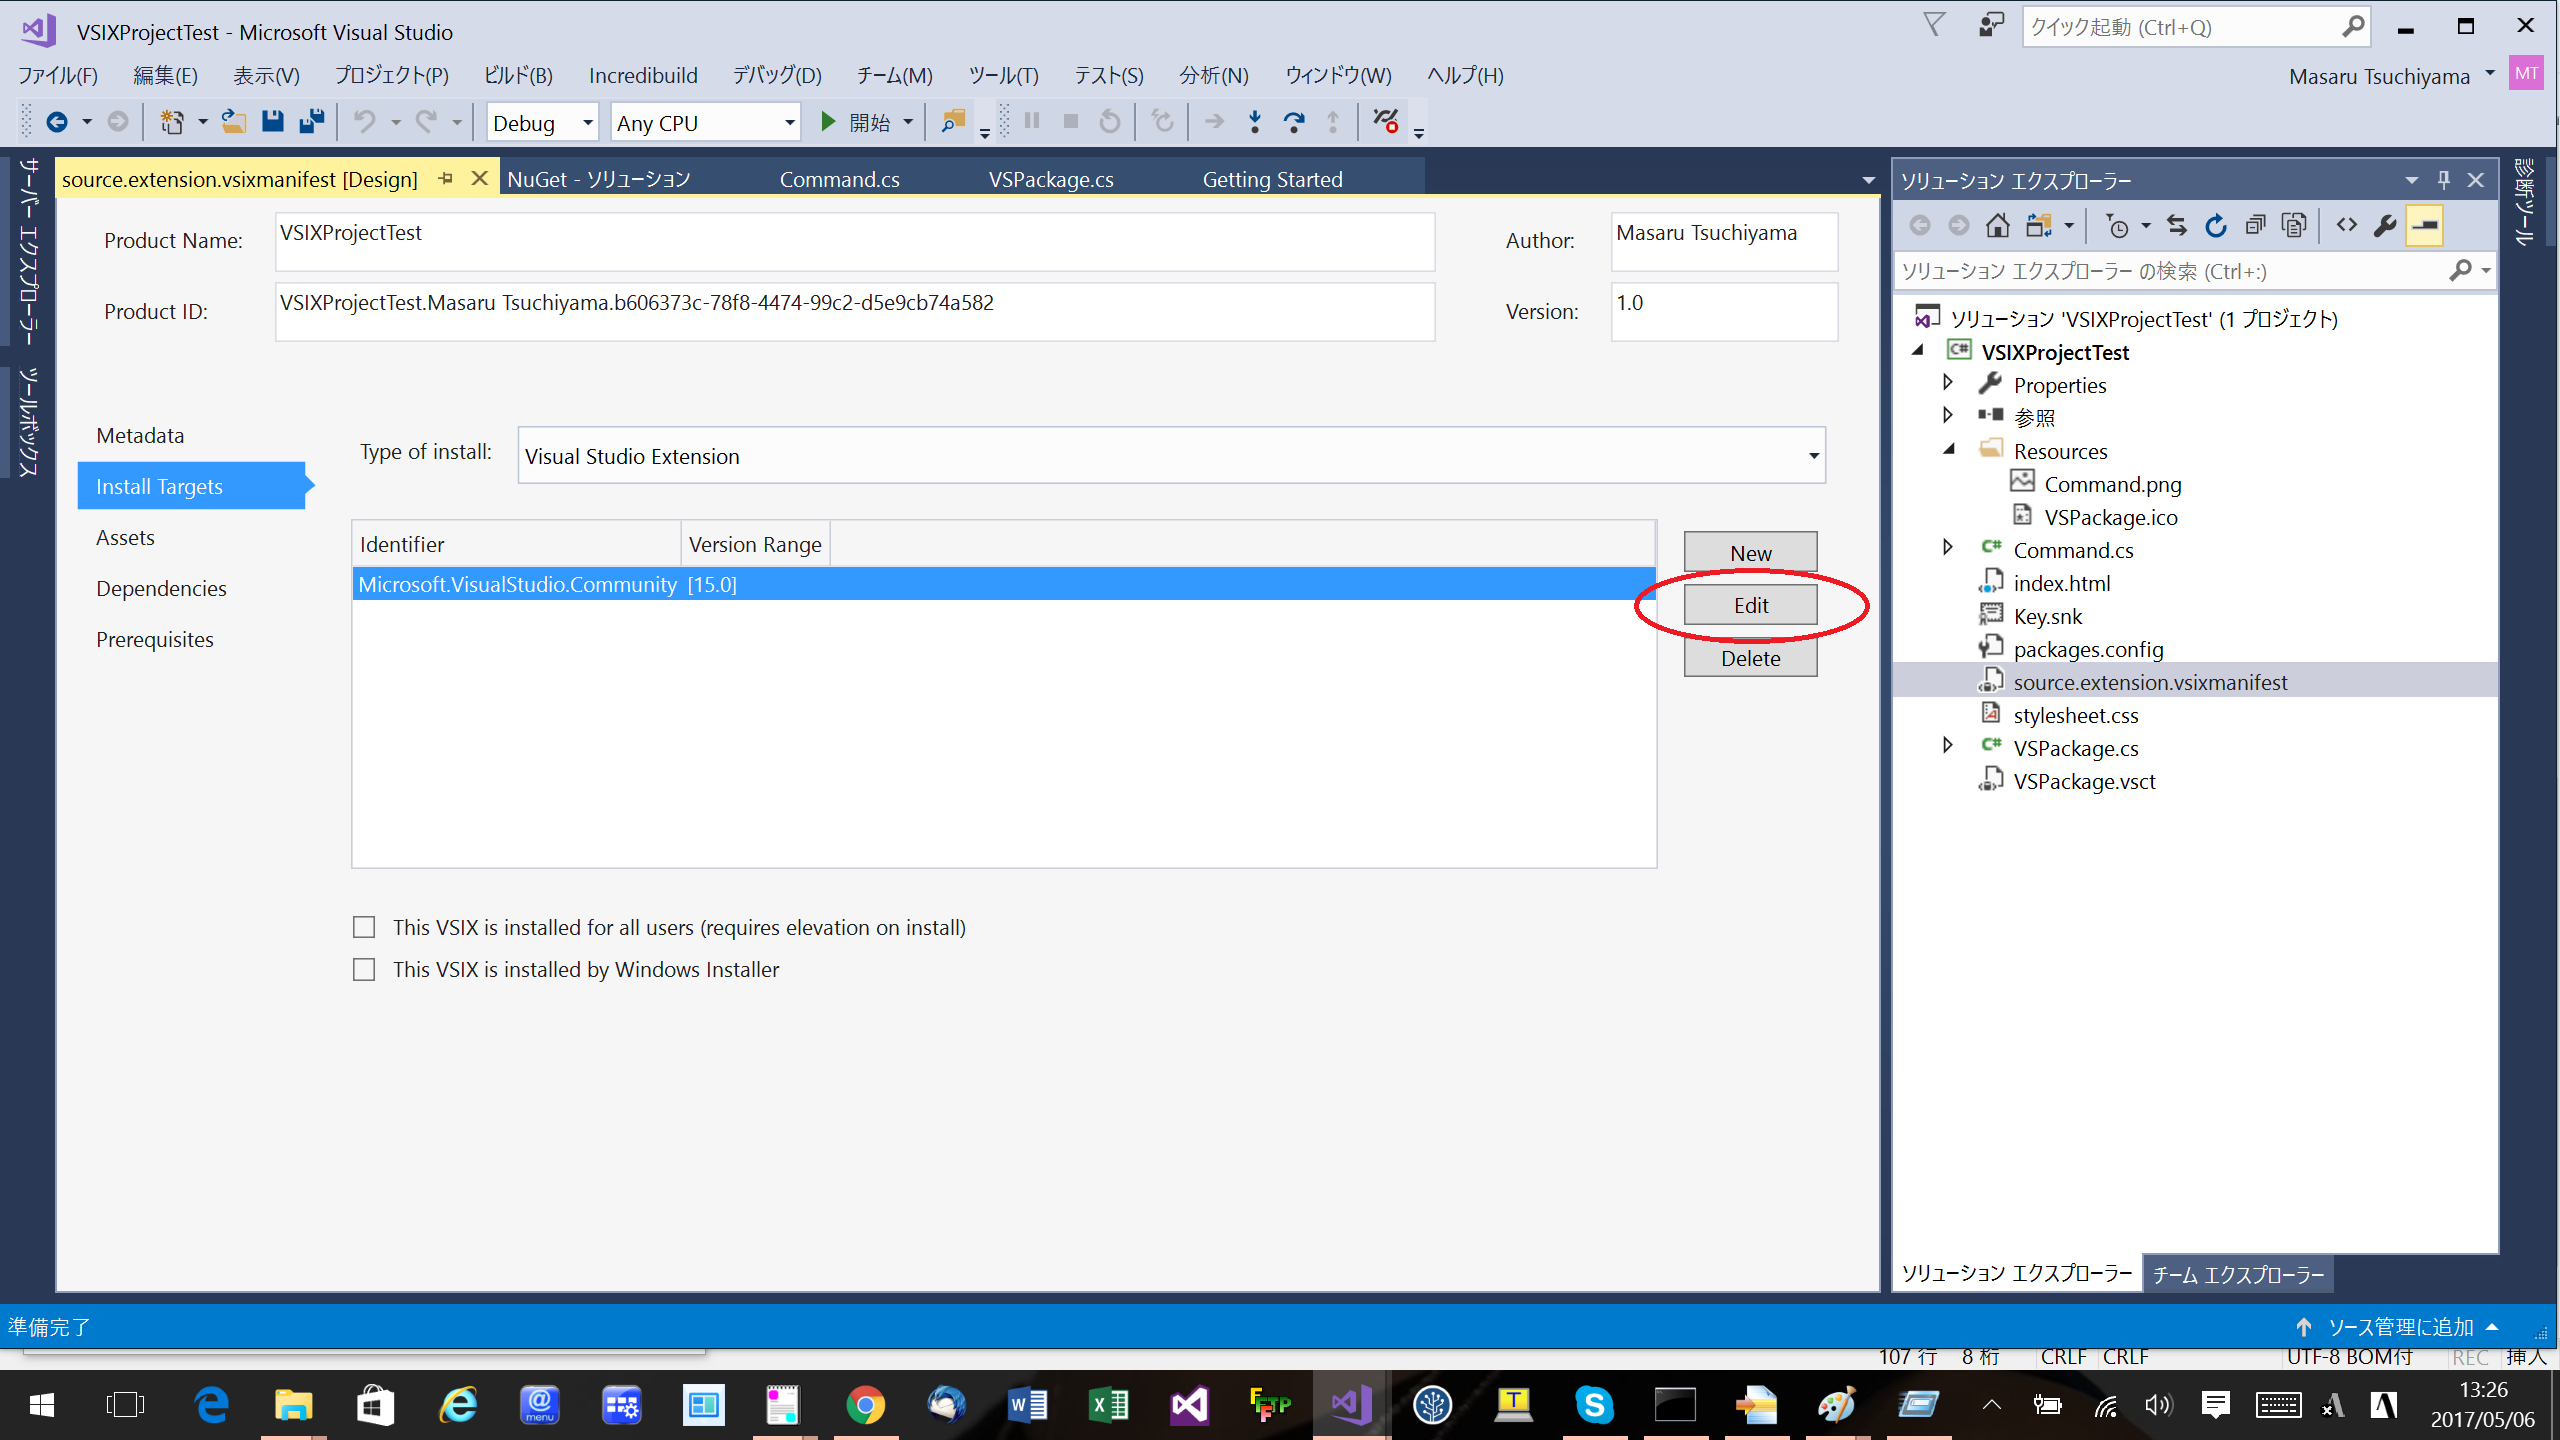 VSIXProjectTest - Microsoft Visual Studio
クイック起動 (Ctrl+Q)
ファイル(F) 編集(E) 表示(V) プロジェクト(P) ビルド(B) Incredibuild デバッグ(D) チーム(M) ツール(T) テスト(S) 分析(N) ウィンドウ(W) ヘルプ(H)
Masaru Tsuchiyama MT
Debug Any CPU 開始
サーバー エクスプローラー
ツールボックス
source.extension.vsixmanifest [Design] NuGet - ソリューション Command.cs VSPackage.cs Getting Started
Product Name: VSIXProjectTest Author: Masaru Tsuchiyama
Product ID: VSIXProjectTest.Masaru Tsuchiyama.b606373c-78f8-4474-99c2-d5e9cb74a582 Version: 1.0
Metadata
Install Targets
Assets
Dependencies
Prerequisites
Type of install: Visual Studio Extension
Identifier Version Range
Microsoft.VisualStudio.Community [15.0]
New
Edit
Delete
This VSIX is installed for all users (requires elevation on install)
This VSIX is installed by Windows Installer
ソリューション エクスプローラー
ソリューション エクスプローラー の検索 (Ctrl+:)
ソリューション 'VSIXProjectTest' (1 プロジェクト)
C# VSIXProjectTest
Properties
参照
Resources
Command.png
VSPackage.ico
C# Command.cs
index.html
Key.snk
packages.config
source.extension.vsixmanifest
stylesheet.css
C# VSPackage.cs
VSPackage.vsct
ソリューション エクスプローラー チーム エクスプローラー
診断ツール
準備完了
ソース管理に追加
107 行 8 桁 CRLF CRLF UTF-8 BOM付 REC 挿入
@ menu
FFFTP
T
13:26
2017/05/06